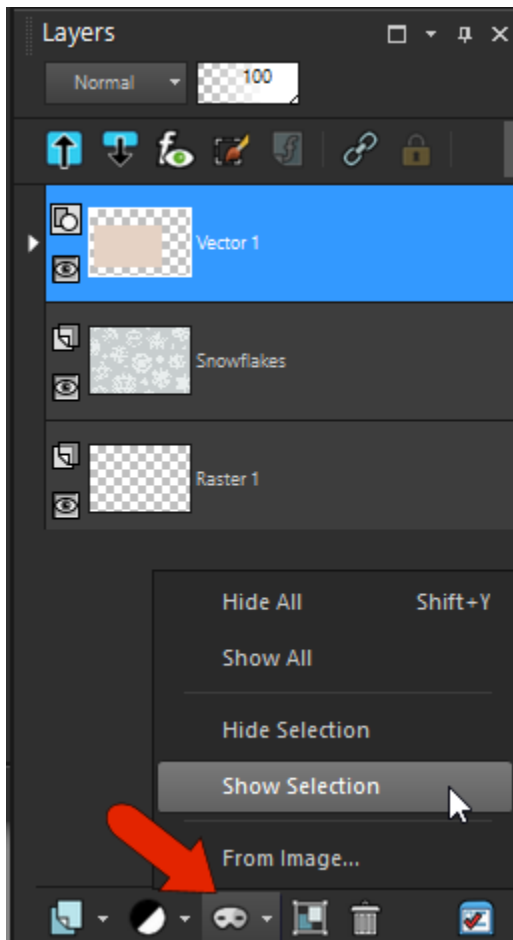 Layers
Normal
100
Vector 1
Snowflakes
Raster 1
Hide All Shift+Y
Show All
Hide Selection
Show Selection
From Image...